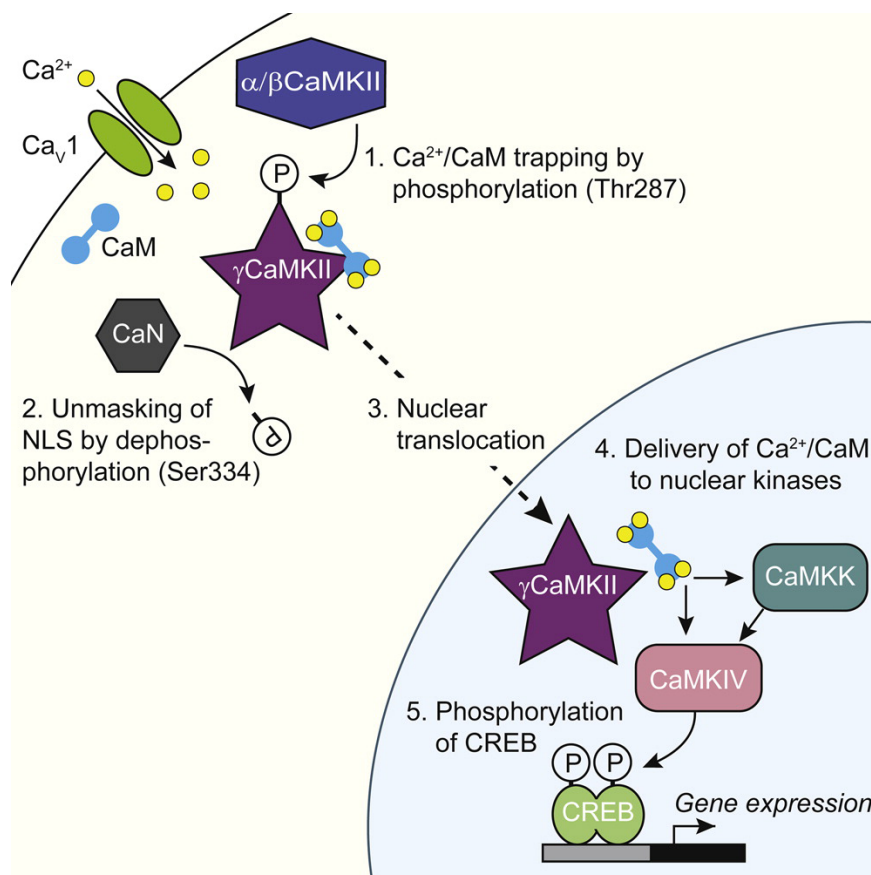 Ca²⁺
Caᵥ1
CaM
α/βCaMKII
P
1. Ca²⁺/CaM trapping by
phosphorylation (Thr287)
γCaMKII
CaN
2. Unmasking of
NLS by dephos-
phorylation (Ser334)
P
3. Nuclear
translocation
4. Delivery of Ca²⁺/CaM
to nuclear kinases
γCaMKII
CaMKK
CaMKIV
5. Phosphorylation
of CREB
P P
CREB
Gene expression